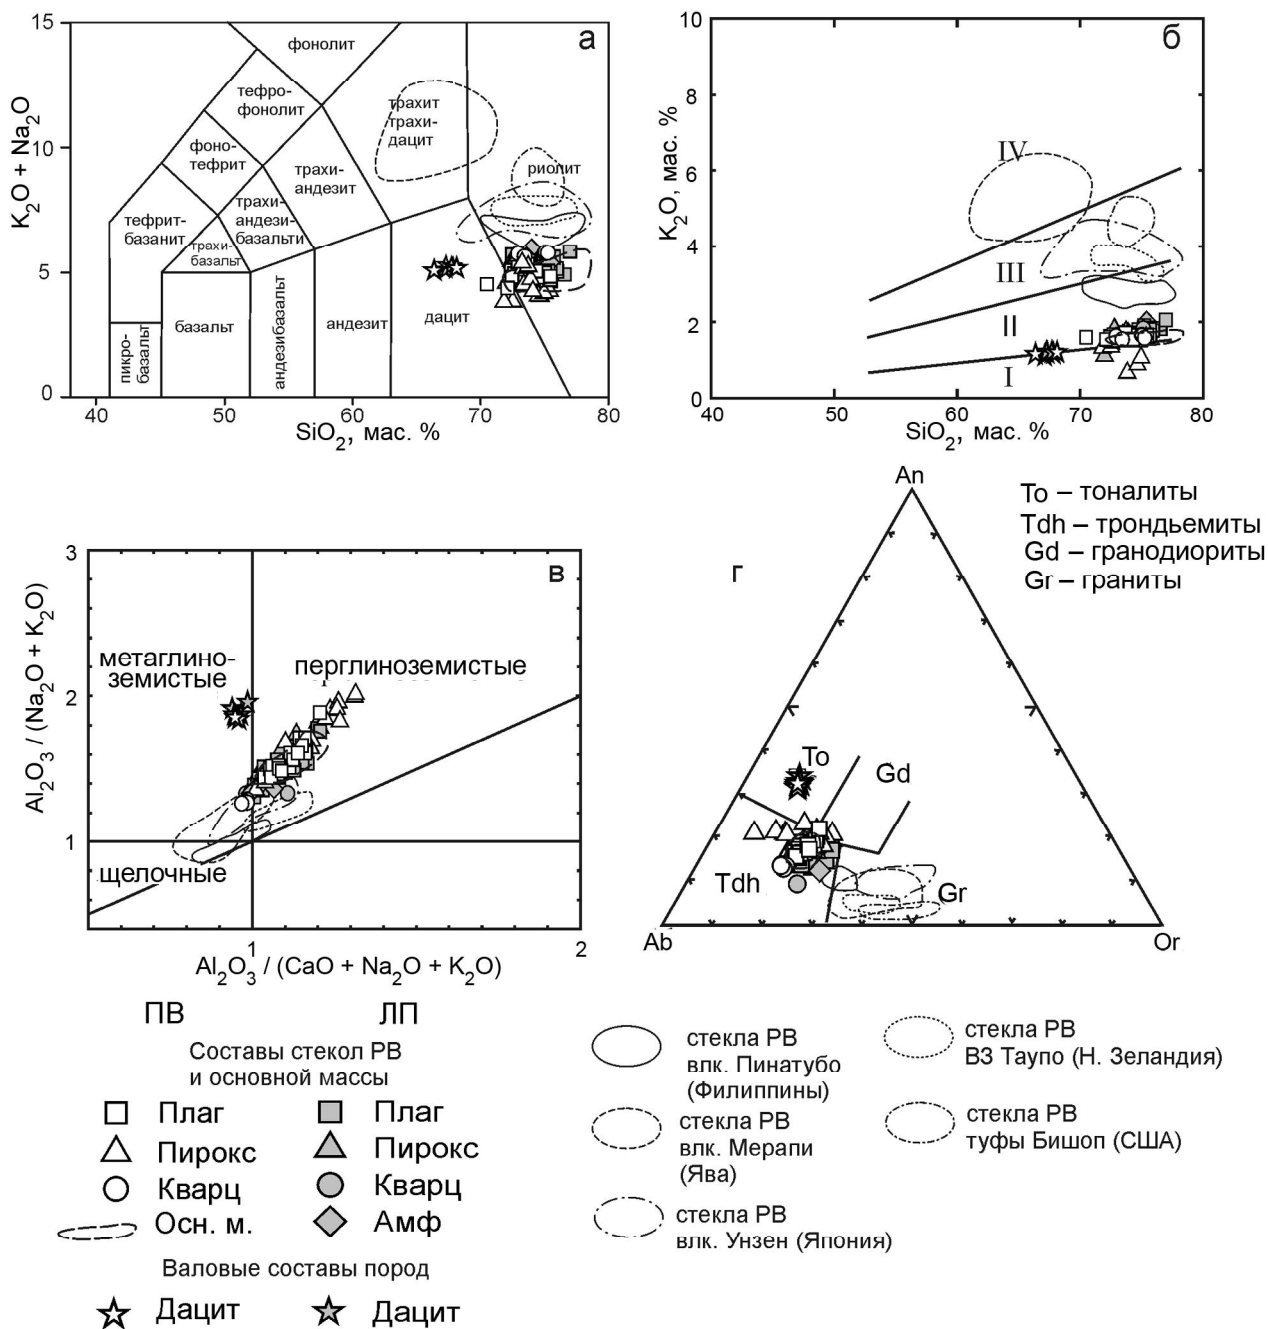 15
10
5
0
K₂O + Na₂O
а
фонолит
тефро-
фонолит
фоно-
тефрит
тефрит-
базанит
трахи-
базальт
трахи-
андези-
базальти
трахи-
андезит
трахит
трахи-
дацит
риолит
пикро-
базальт
базальт
андезибазальт
андезит
дацит
40
50
60
70
80
SiO₂, мас. %
10
8
6
4
2
0
K₂O, мас. %
б
IV
III
II
I
40
50
60
70
80
SiO₂, мас. %
3
2
1
Al₂O₃ / (Na₂O + K₂O)
в
метаглино-
земистые
перглиноземистые
щелочные
1
2
Al₂O₃ / (CaO + Na₂O + K₂O)
г
An
To – тоналиты
Tdh – трондьемиты
Gd – гранодиориты
Gr – граниты
To
Gd
Tdh
Gr
Ab
Or
ПВ
ЛП
Составы стекол РВ
и основной массы
Плаг
Плаг
Пирокс
Пирокс
Кварц
Кварц
Осн. м.
Амф
Валовые составы пород
Дацит
Дацит
стекла РВ
влк. Пинатубо
(Филиппины)
стекла РВ
влк. Мерапи
(Ява)
стекла РВ
влк. Унзен (Япония)
стекла РВ
ВЗ Таупо (Н. Зеландия)
стекла РВ
туфы Бишоп (США)